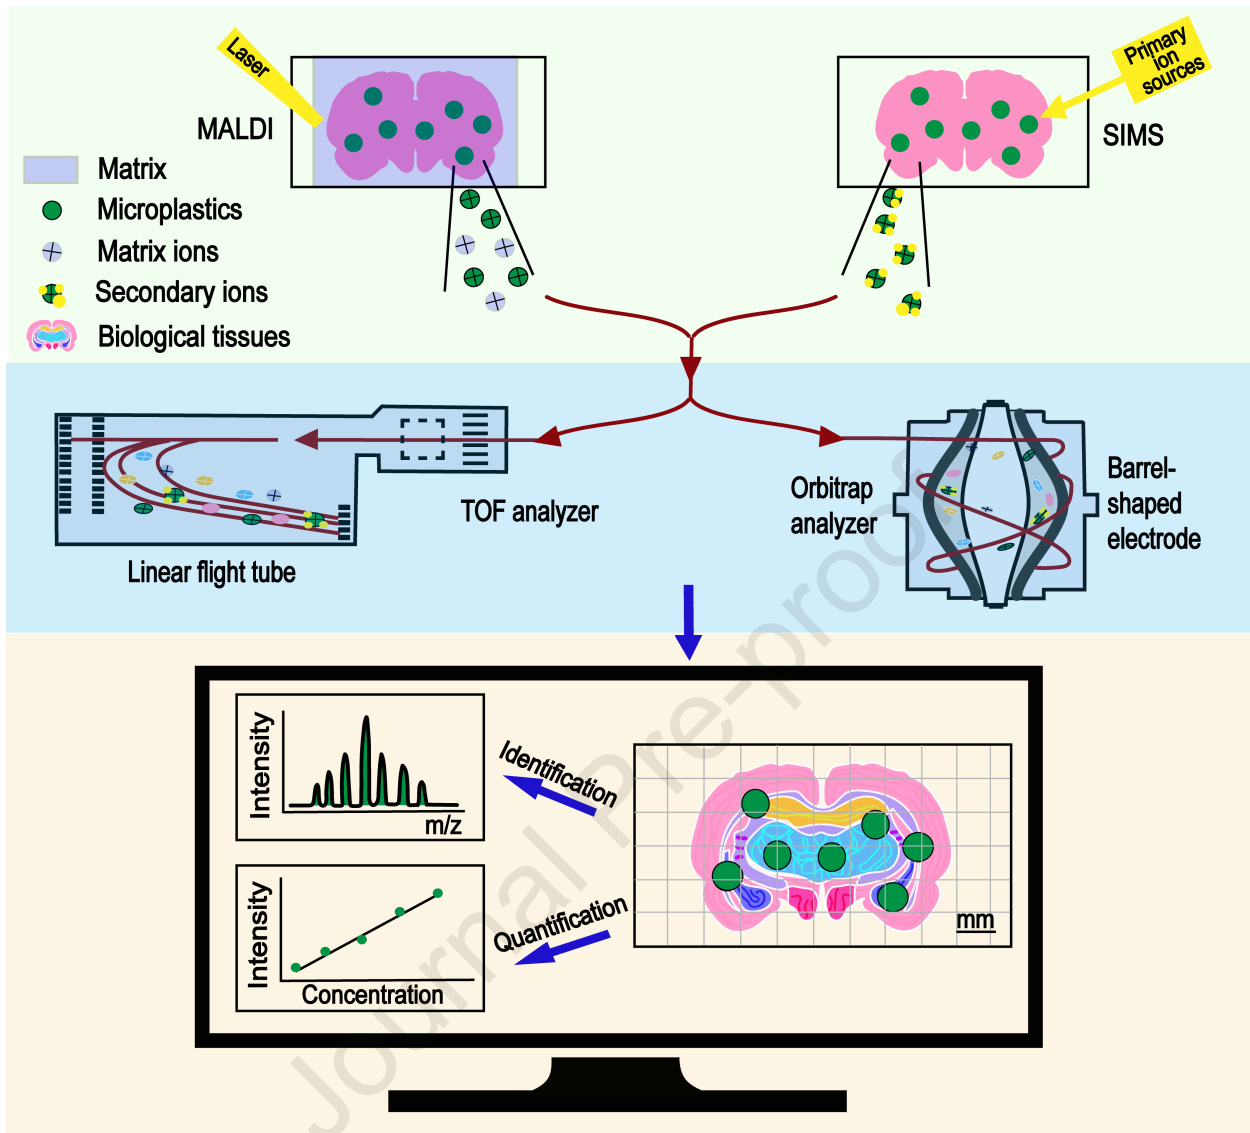 Laser
MALDI
Primary
ion
sources
SIMS
Matrix
Microplastics
Matrix ions
Secondary ions
Biological tissues
TOF analyzer
Linear flight tube
Orbitrap
analyzer
Barrel-
shaped
electrode
Intensity
m/z
Identification
Intensity
Concentration
Quantification
mm
Journal Pre-proof